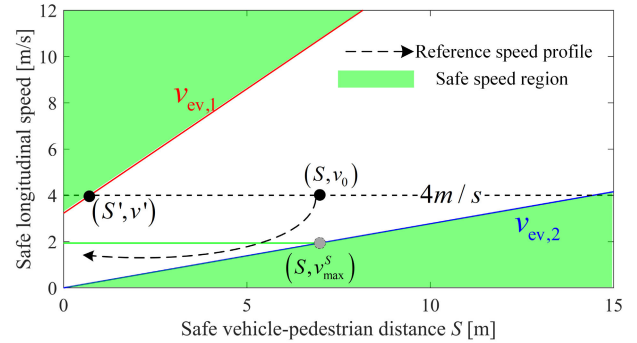 12
10
8
6
4
2
0
Safe longitudinal speed [m/s]
Reference speed profile
Safe speed region
v_ev,1
(S,v_0)
4m / s
(S',v')
v_ev,2
(S,v^S_max)
0
5
10
15
Safe vehicle-pedestrian distance S [m]